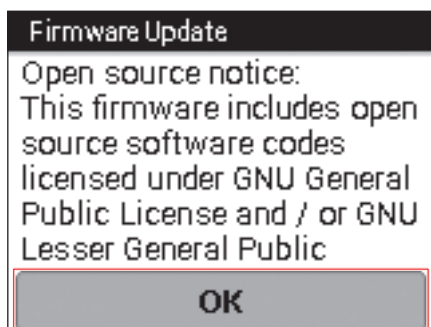 Firmware Update
Open source notice:
This firmware includes open
source software codes
licensed under GNU General
Public License and / or GNU
Lesser General Public
OK